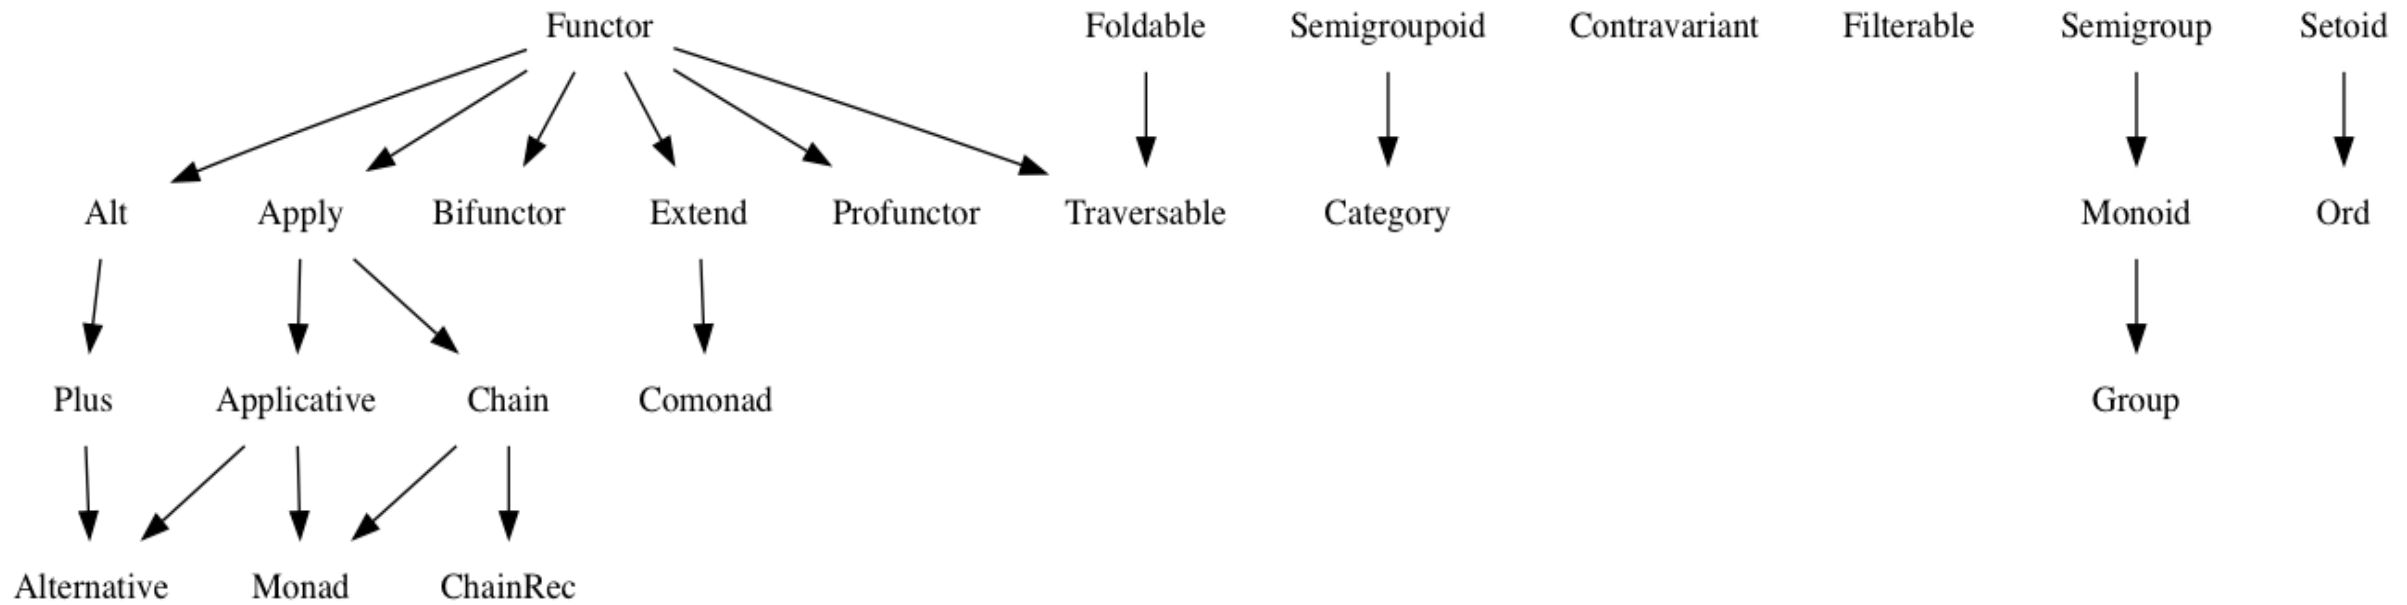 Functor Foldable Semigroupoid Contravariant Filterable Semigroup Setoid
Alt Apply Bifunctor Extend Profunctor Traversable Category Monoid Ord
Plus Applicative Chain Comonad Group
Alternative Monad ChainRec